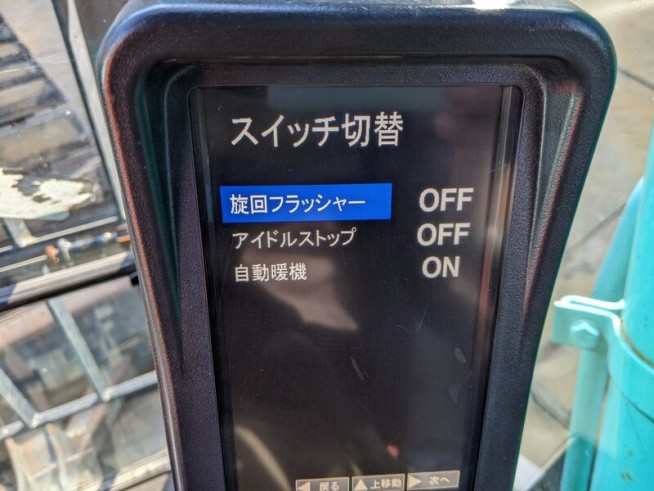 スイッチ切替
旋回フラッシャー OFF
アイドルストップ OFF
自動暖機 ON
◀ 戻る ▲上移動 ▶ 次へ